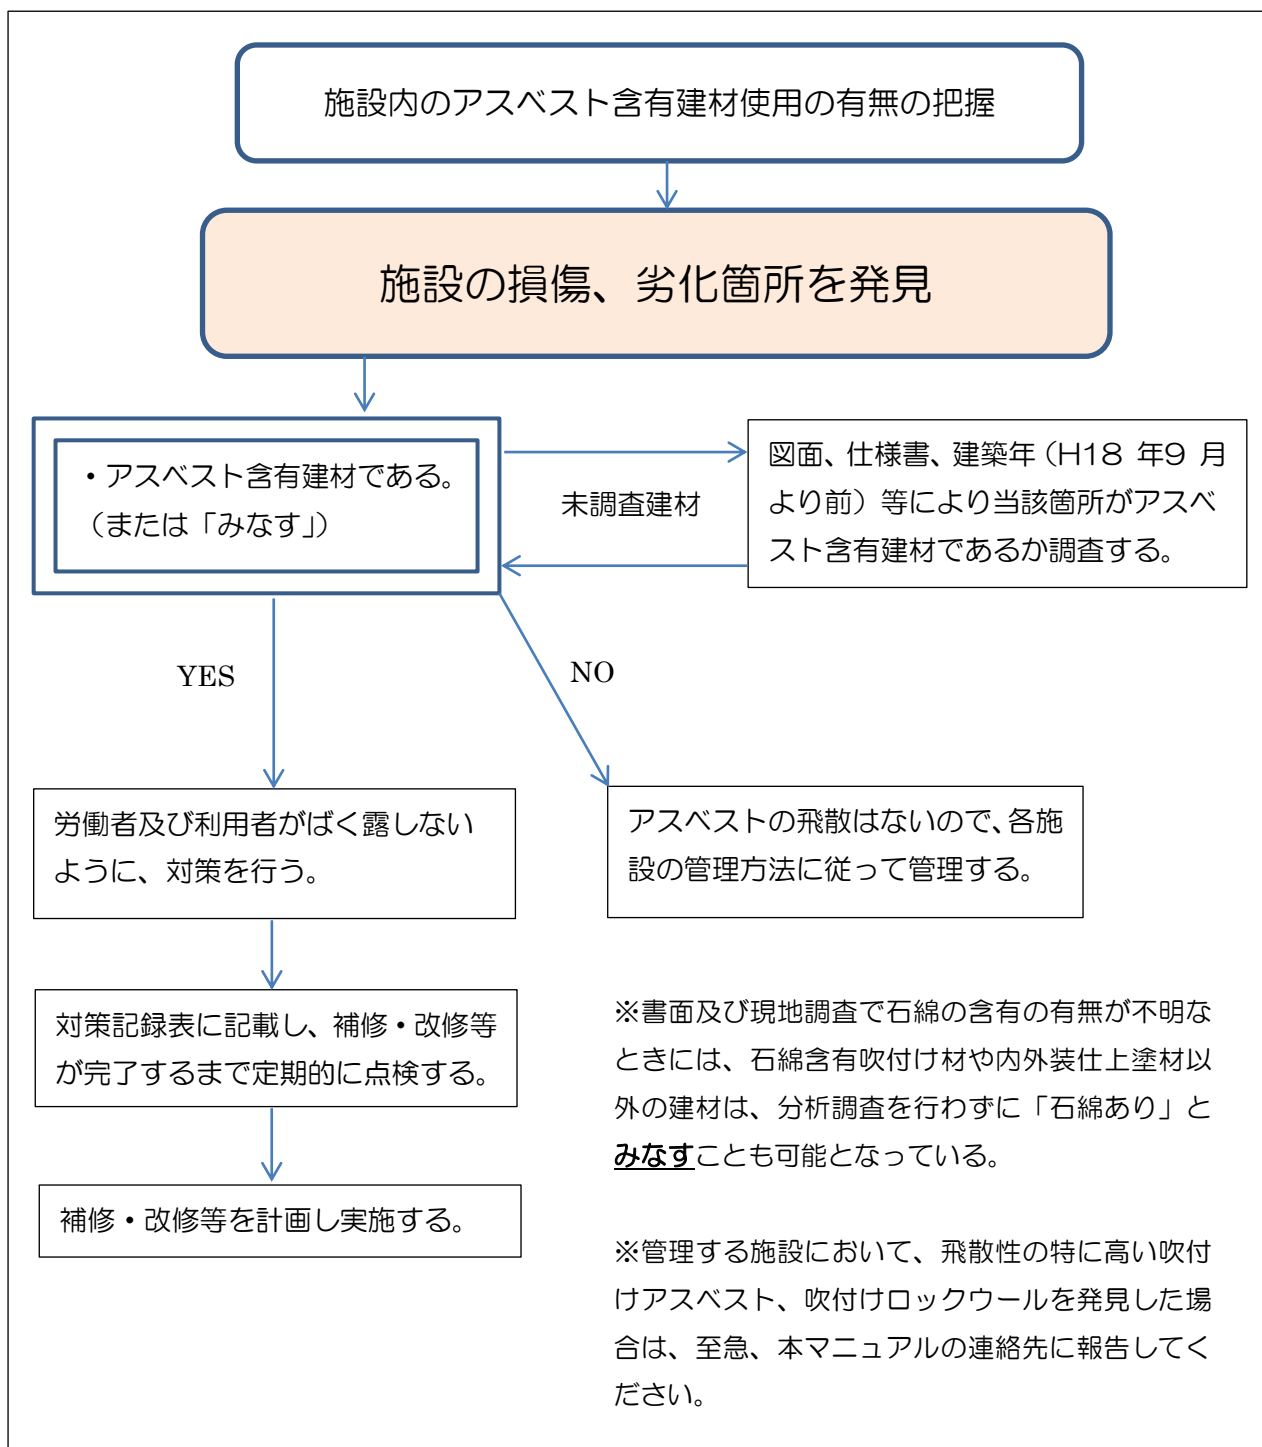 施設内のアスベスト含有建材使用の有無の把握
施設の損傷、劣化箇所を発見
・アスベスト含有建材である。
（または「みなす」）
未調査建材
図面、仕様書、建築年（H18 年9 月
より前）等により当該箇所がアスベ
スト含有建材であるか調査する。
YES
NO
労働者及び利用者がばく露しない
ように、対策を行う。
アスベストの飛散はないので、各施
設の管理方法に従って管理する。
対策記録表に記載し、補修・改修等
が完了するまで定期的に点検する。
補修・改修等を計画し実施する。
※書面及び現地調査で石綿の含有の有無が不明な
ときには、石綿含有吹付け材や内外装仕上塗材以
外の建材は、分析調査を行わずに「石綿あり」と
みなすことも可能となっている。
※管理する施設において、飛散性の特に高い吹付
けアスベスト、吹付けロックウールを発見した場
合は、至急、本マニュアルの連絡先に報告してく
ださい。